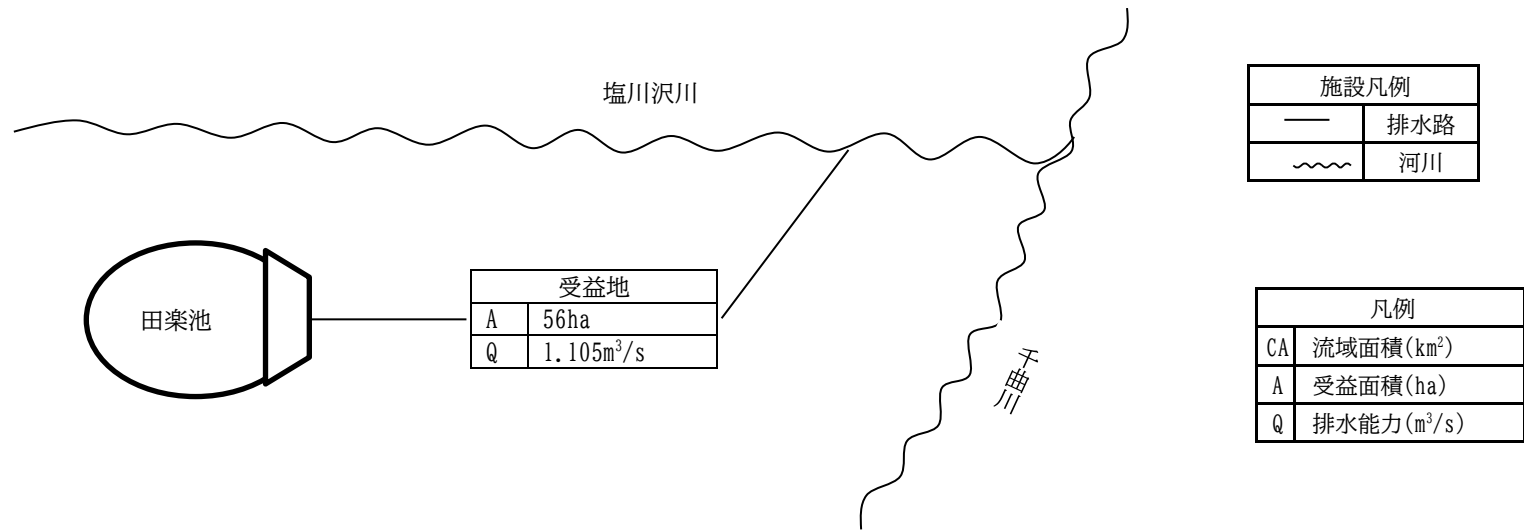 塩川沢川
施設凡例
排水路
河川
田楽池
受益地
A 56ha
Q 1.105m³/s
千曲川
凡例
CA 流域面積(km²)
A 受益面積(ha)
Q 排水能力(m³/s)